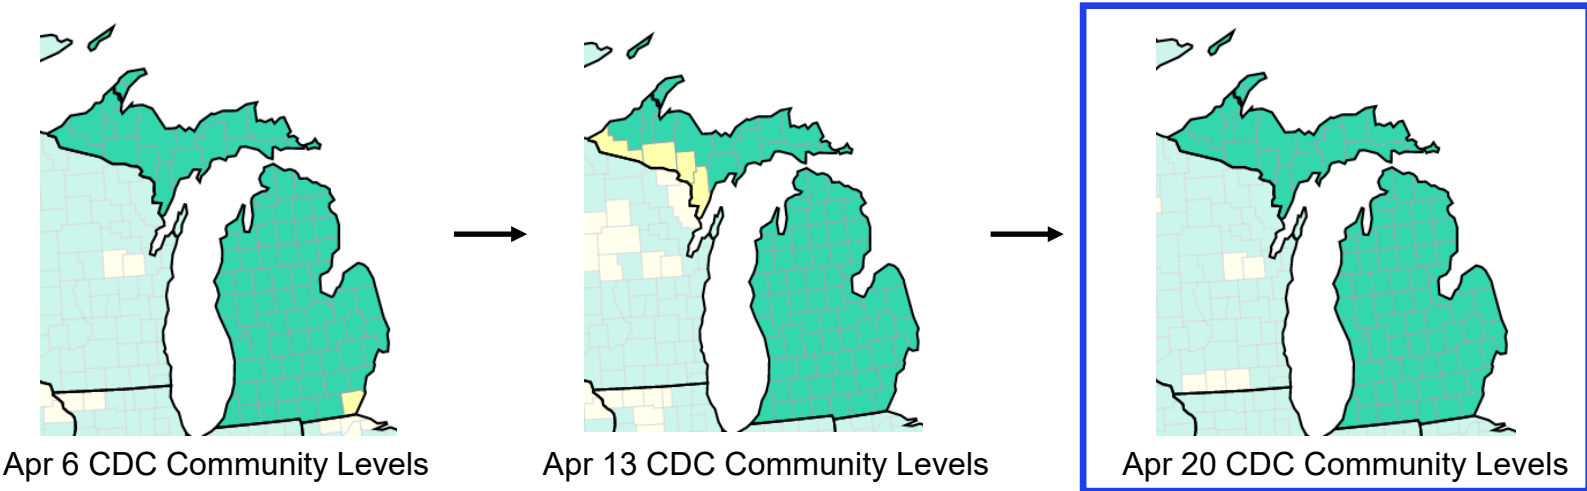 Apr 6 CDC Community Levels
Apr 13 CDC Community Levels
Apr 20 CDC Community Levels